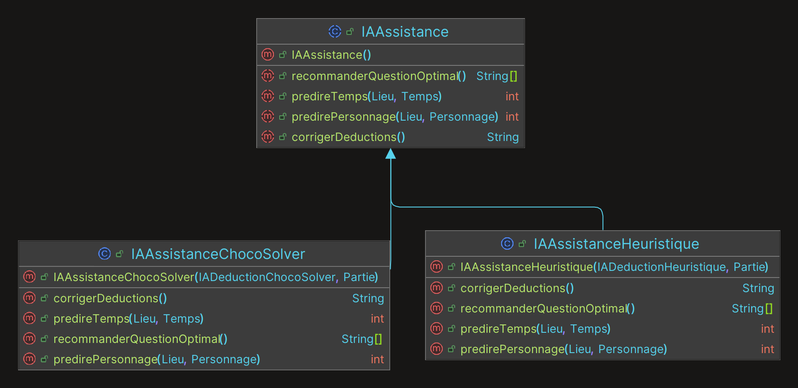 IAAssistance
IAAssistance()
recommanderQuestionOptimal() String[]
predireTemps(Lieu, Temps) int
predirePersonnage(Lieu, Personnage) int
corrigerDeductions() String
IAAssistanceChocoSolver
IAAssistanceChocoSolver(IADeductionChocoSolver, Partie)
corrigerDeductions() String
predireTemps(Lieu, Temps) int
recommanderQuestionOptimal() String[]
predirePersonnage(Lieu, Personnage) int
IAAssistanceHeuristique
IAAssistanceHeuristique(IADeductionHeuristique, Partie)
corrigerDeductions() String
recommanderQuestionOptimal() String[]
predireTemps(Lieu, Temps) int
predirePersonnage(Lieu, Personnage) int